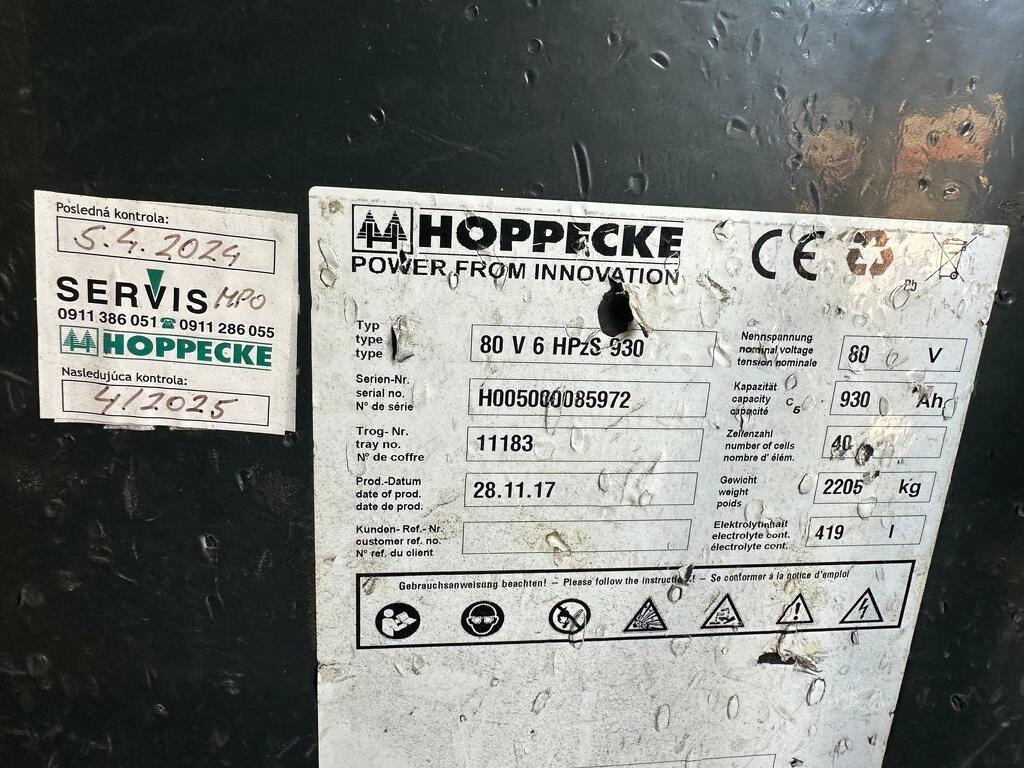 Posledná kontrola:
5.4.2024
SERVIS MPO
0911 386 051 ☎ 0911 286 055
HOPPECKE
Nasledujúca kontrola:
4/2025
HOPPECKE
POWER FROM INNOVATION
CE
Pb
Typ
type
type
80 V 6 HPzS 930
Serien-Nr.
serial no.
N° de série
H005000085972
Trog- Nr.
tray no.
N° de coffre
11183
Prod.-Datum
date of prod.
date de prod.
28.11.17
Kunden- Ref.- Nr.
customer ref. no.
N° ref. du client
Nennspannung
nominal voltage
tension nominale
80 V
Kapazität
capacity C5
capacité
930 Ah
Zellenzahl
number of cells
nombre d' élém.
40
Gewicht
weight
poids
2205 kg
Elektrolytinhalt
electrolyte cont.
électrolyte cont.
419 l
Gebrauchsanweisung beachten! – Please follow the instructions! – Se conformer à la notice d'emploi